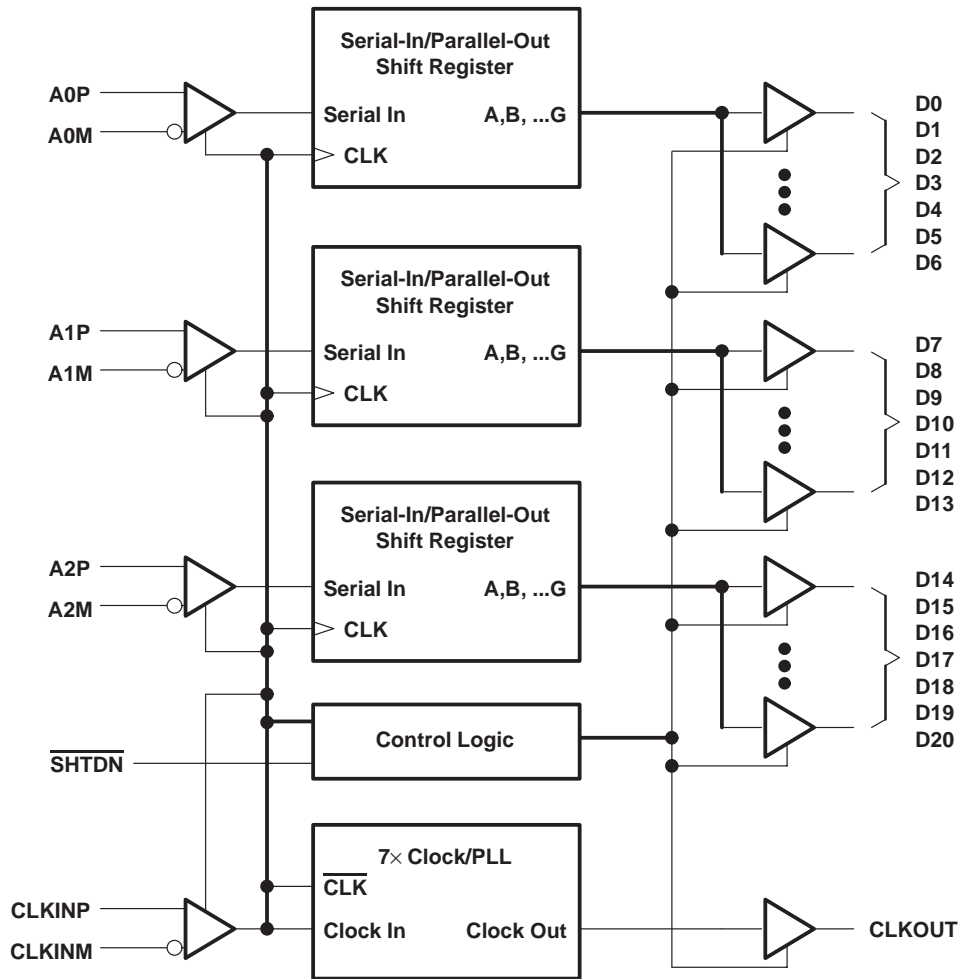 Serial-In/Parallel-Out
Shift Register
A0P
A0M
Serial In
A,B, ...G
CLK
D0
D1
D2
D3
D4
D5
D6
Serial-In/Parallel-Out
Shift Register
A1P
A1M
Serial In
A,B, ...G
CLK
D7
D8
D9
D10
D11
D12
D13
Serial-In/Parallel-Out
Shift Register
A2P
A2M
Serial In
A,B, ...G
CLK
D14
D15
D16
D17
D18
D19
D20
SHTDN
Control Logic
7× Clock/PLL
CLK
CLKINP
CLKINM
Clock In
Clock Out
CLKOUT